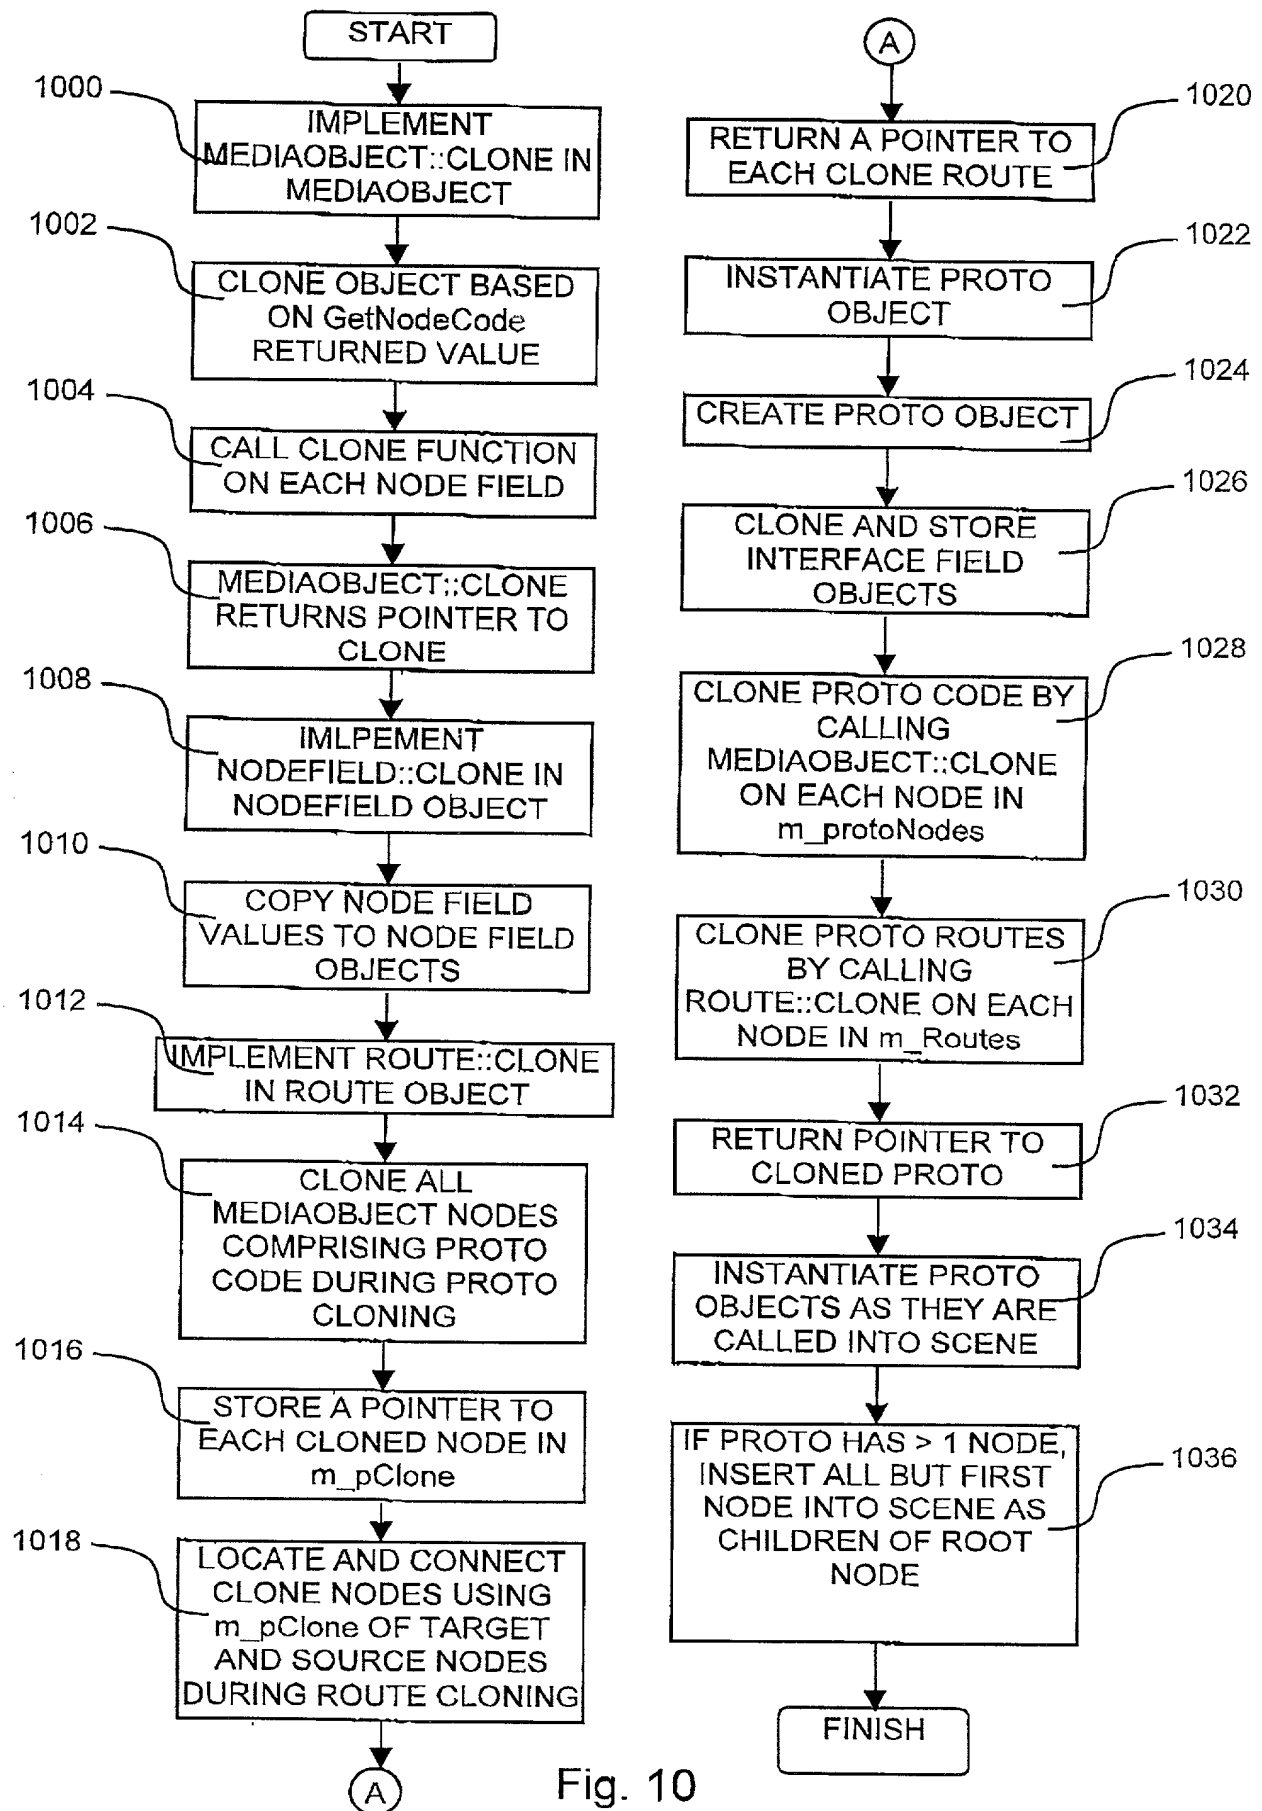 START
1000
IMPLEMENT
MEDIAOBJECT::CLONE IN
MEDIAOBJECT
1002
CLONE OBJECT BASED
ON GetNodeCode
RETURNED VALUE
1004
CALL CLONE FUNCTION
ON EACH NODE FIELD
1006
MEDIAOBJECT::CLONE
RETURNS POINTER TO
CLONE
1008
IMLPEMENT
NODEFIELD::CLONE IN
NODEFIELD OBJECT
1010
COPY NODE FIELD
VALUES TO NODE FIELD
OBJECTS
1012
IMPLEMENT ROUTE::CLONE
IN ROUTE OBJECT
1014
CLONE ALL
MEDIAOBJECT NODES
COMPRISING PROTO
CODE DURING PROTO
CLONING
1016
STORE A POINTER TO
EACH CLONED NODE IN
m_pClone
1018
LOCATE AND CONNECT
CLONE NODES USING
m_pClone OF TARGET
AND SOURCE NODES
DURING ROUTE CLONING
A
A
1020
RETURN A POINTER TO
EACH CLONE ROUTE
1022
INSTANTIATE PROTO
OBJECT
1024
CREATE PROTO OBJECT
1026
CLONE AND STORE
INTERFACE FIELD
OBJECTS
1028
CLONE PROTO CODE BY
CALLING
MEDIAOBJECT::CLONE
ON EACH NODE IN
m_protoNodes
1030
CLONE PROTO ROUTES
BY CALLING
ROUTE::CLONE ON EACH
NODE IN m_Routes
1032
RETURN POINTER TO
CLONED PROTO
1034
INSTANTIATE PROTO
OBJECTS AS THEY ARE
CALLED INTO SCENE
1036
IF PROTO HAS > 1 NODE,
INSERT ALL BUT FIRST
NODE INTO SCENE AS
CHILDREN OF ROOT
NODE
FINISH
Fig. 10